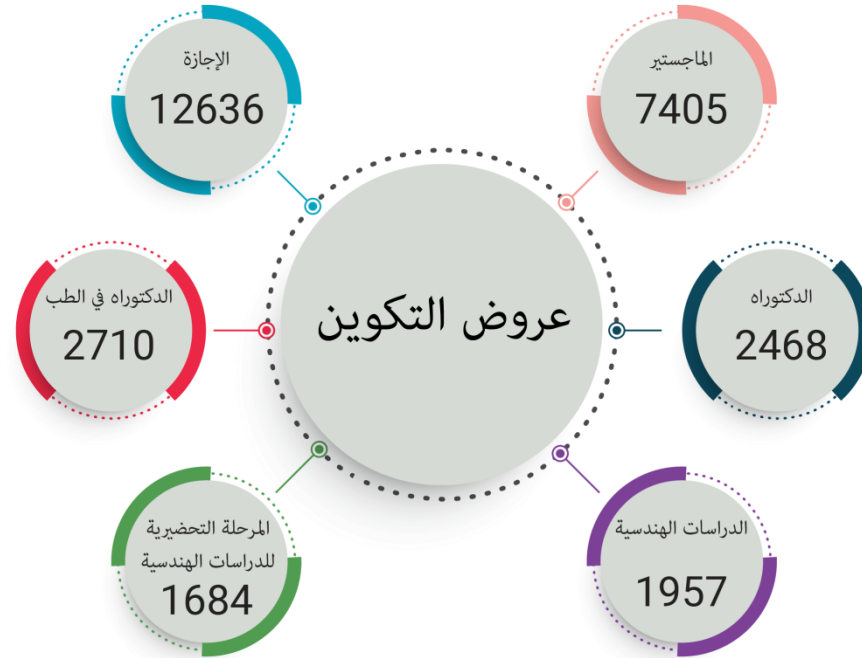 الماجستير
7405
الإجازة
12636
عروض التكوين
الدكتوراه
2468
الدكتوراه في الطب
2710
الدراسات الهندسية
1957
المرحلة التحضيرية
للدراسات الهندسية
1684